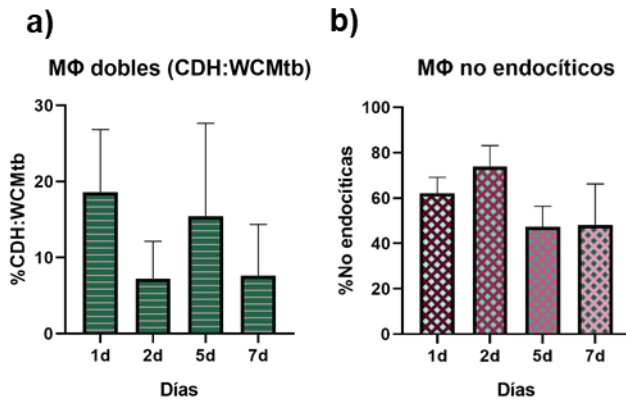 a)
MΦ dobles (CDH:WCMtb)
%CDH:WCMtb
30
20
10
0
1d 2d 5d 7d
Días
b)
MΦ no endocíticos
%No endocíticas
100
80
60
40
20
0
1d 2d 5d 7d
Días